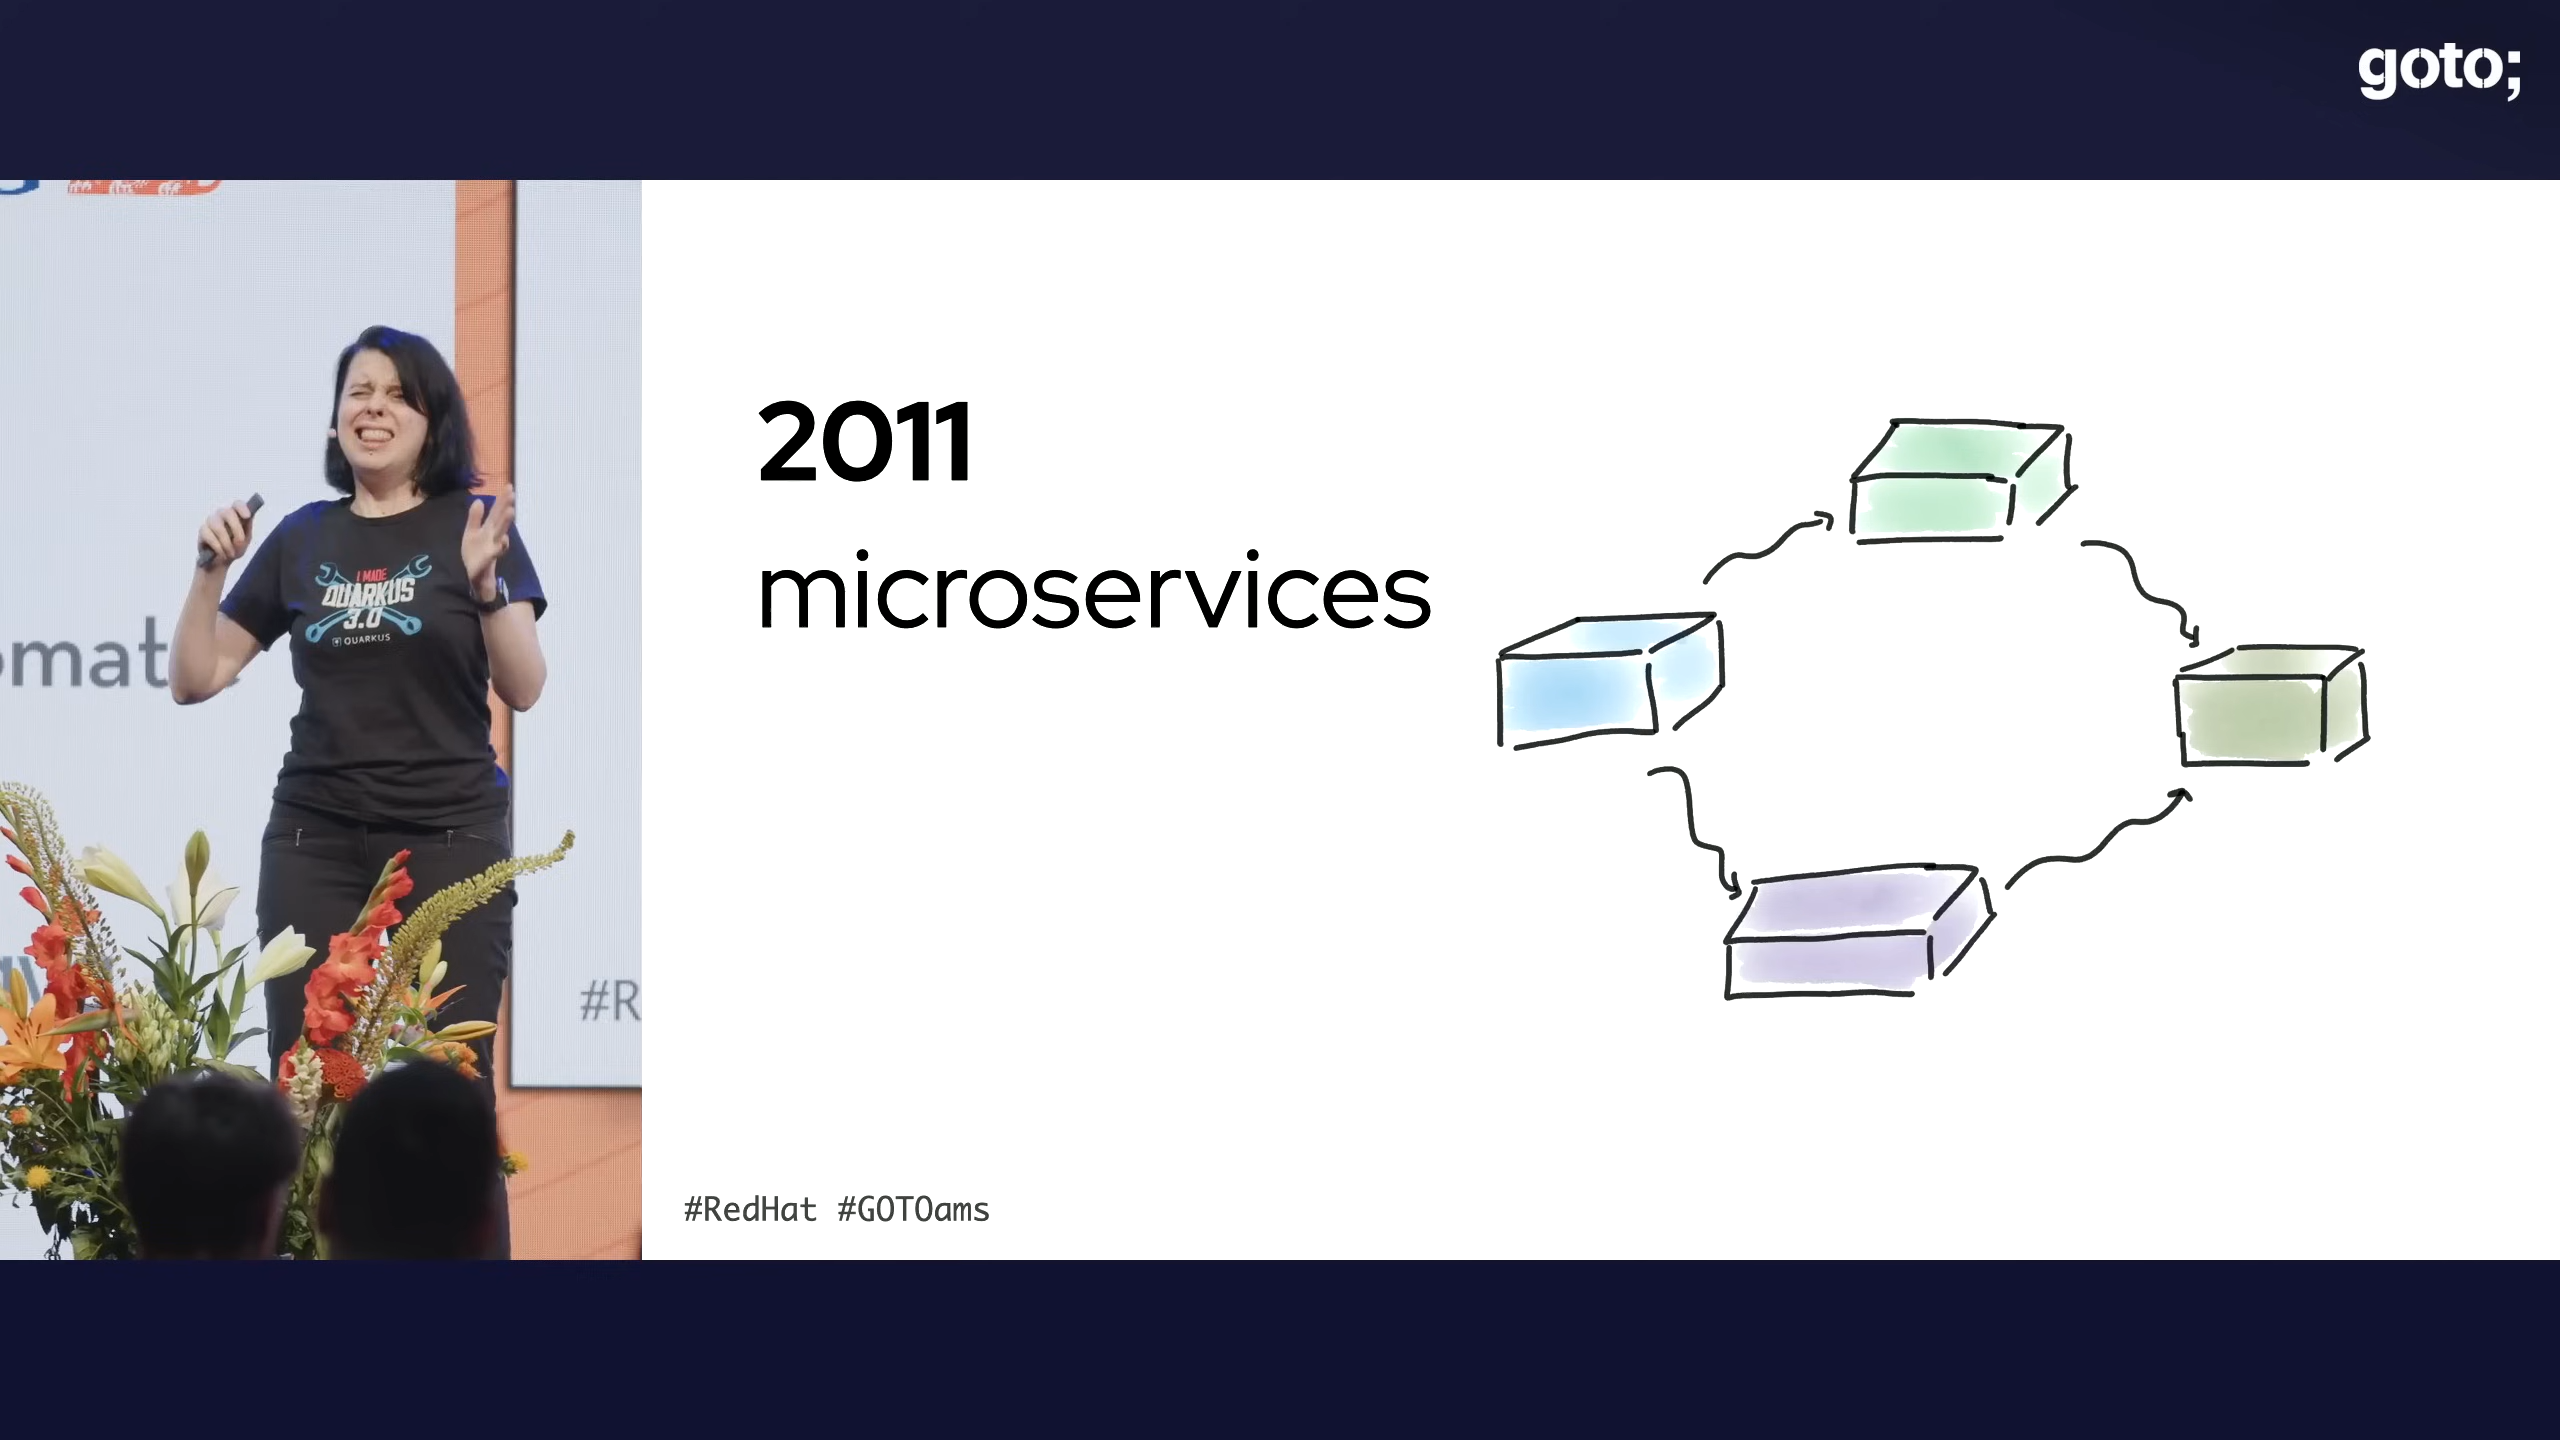 goto;
2011
microservices
I MADE
QUARKUS
3.0
QUARKUS
#R
#RedHat #GOTOams